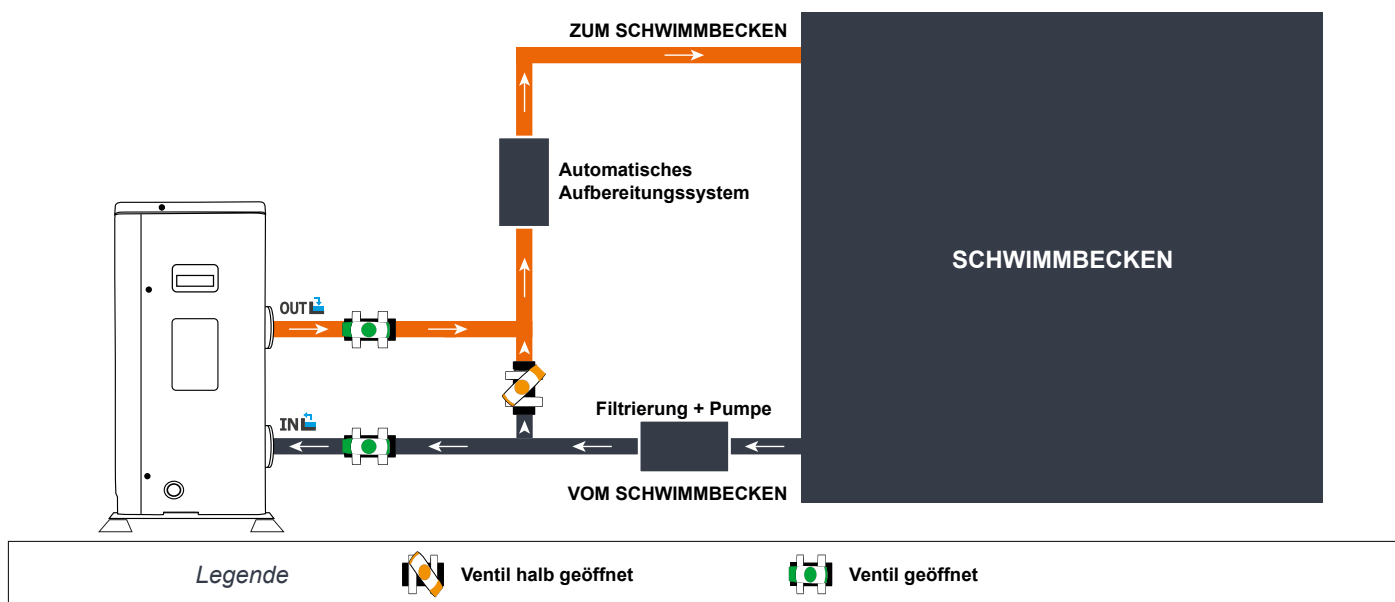 ZUM SCHWIMMBECKEN
Automatisches
Aufbereitungssystem
SCHWIMMBECKEN
OUT
IN
Filtrierung + Pumpe
VOM SCHWIMMBECKEN
Legende
Ventil halb geöffnet
Ventil geöffnet